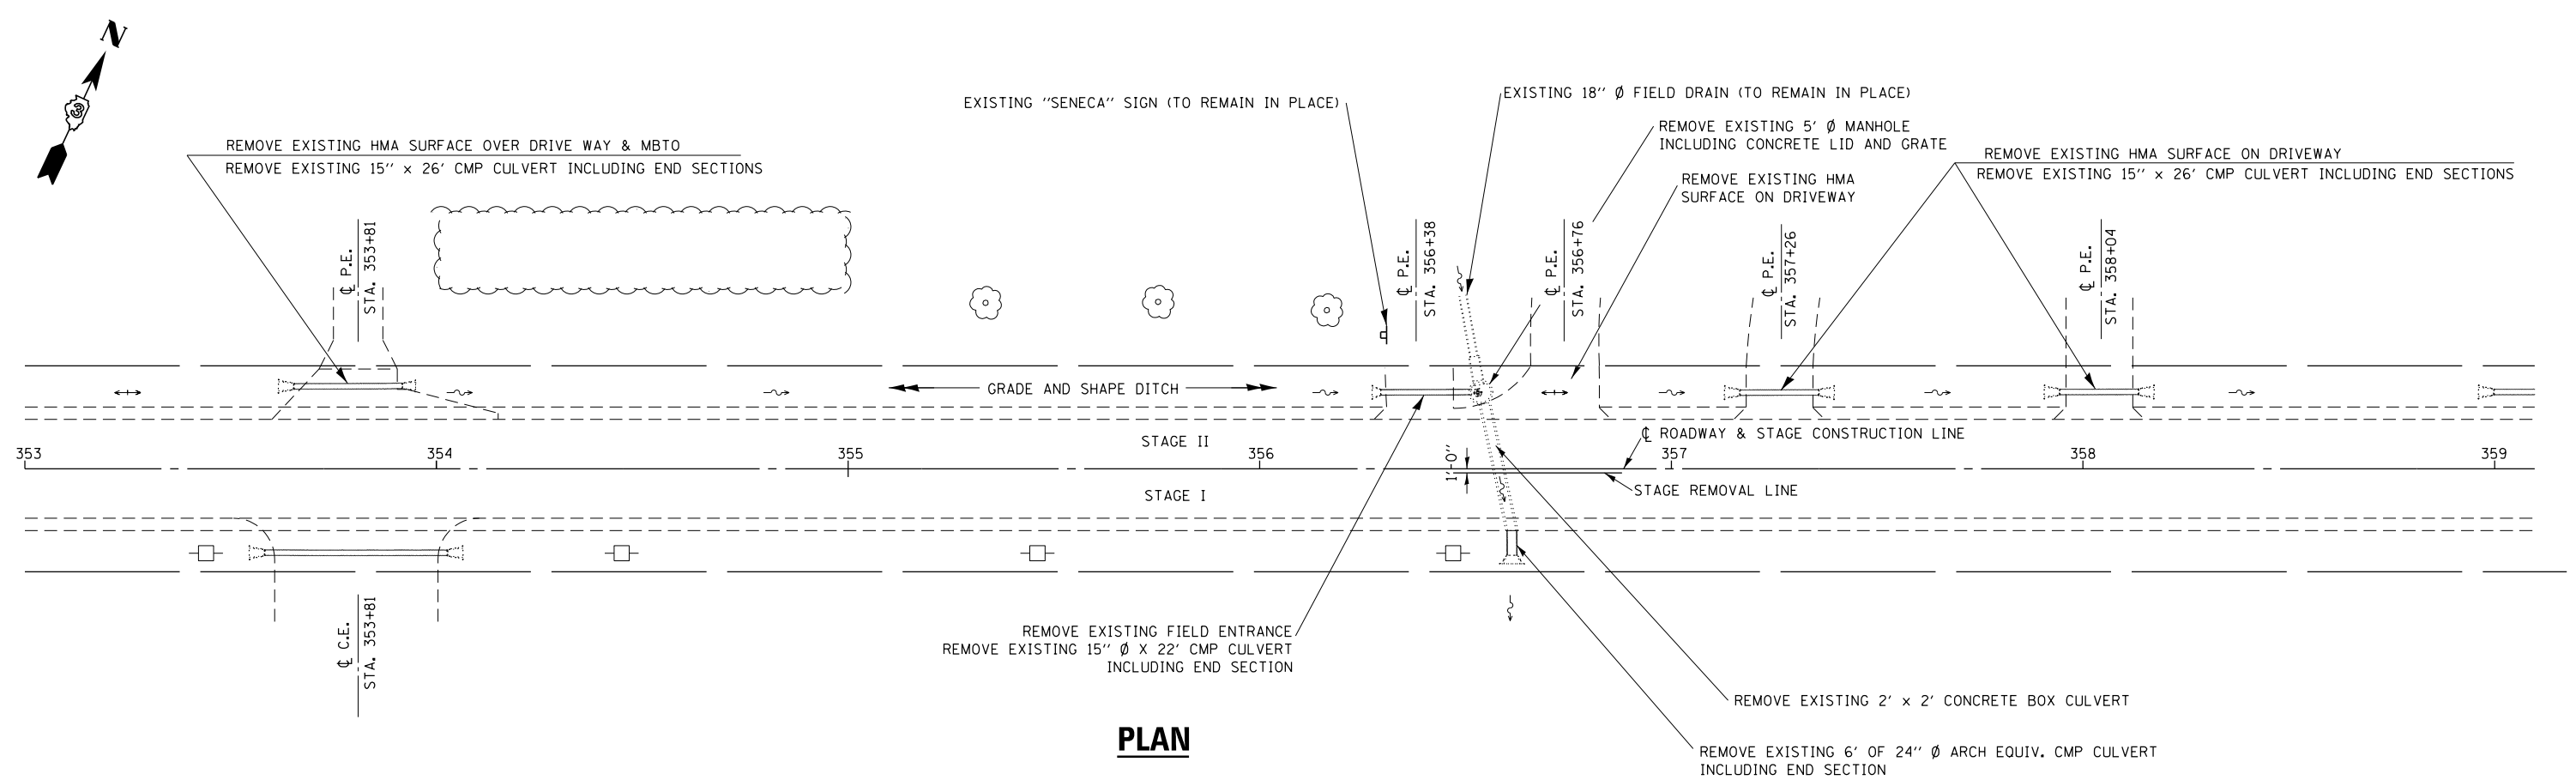 N
3
EXISTING "SENECA" SIGN (TO REMAIN IN PLACE)
EXISTING 18" Ø FIELD DRAIN (TO REMAIN IN PLACE)
REMOVE EXISTING 5' Ø MANHOLE
INCLUDING CONCRETE LID AND GRATE
REMOVE EXISTING HMA SURFACE OVER DRIVE WAY & MBTO
REMOVE EXISTING 15" x 26' CMP CULVERT INCLUDING END SECTIONS
REMOVE EXISTING HMA SURFACE ON DRIVEWAY
REMOVE EXISTING 15" x 26' CMP CULVERT INCLUDING END SECTIONS
REMOVE EXISTING HMA
SURFACE ON DRIVEWAY
℄ P.E.
STA. 353+81
℄ P.E.
STA. 356+38
℄ P.E.
STA. 356+76
℄ P.E.
STA. 357+26
℄ P.E.
STA. 358+04
GRADE AND SHAPE DITCH
STAGE II
℄ ROADWAY & STAGE CONSTRUCTION LINE
353
354
355
356
357
358
359
1'-0"
STAGE I
STAGE REMOVAL LINE
℄ C.E.
STA. 353+81
REMOVE EXISTING FIELD ENTRANCE
REMOVE EXISTING 15" Ø X 22' CMP CULVERT
INCLUDING END SECTION
REMOVE EXISTING 2' x 2' CONCRETE BOX CULVERT
PLAN
REMOVE EXISTING 6' OF 24" Ø ARCH EQUIV. CMP CULVERT
INCLUDING END SECTION